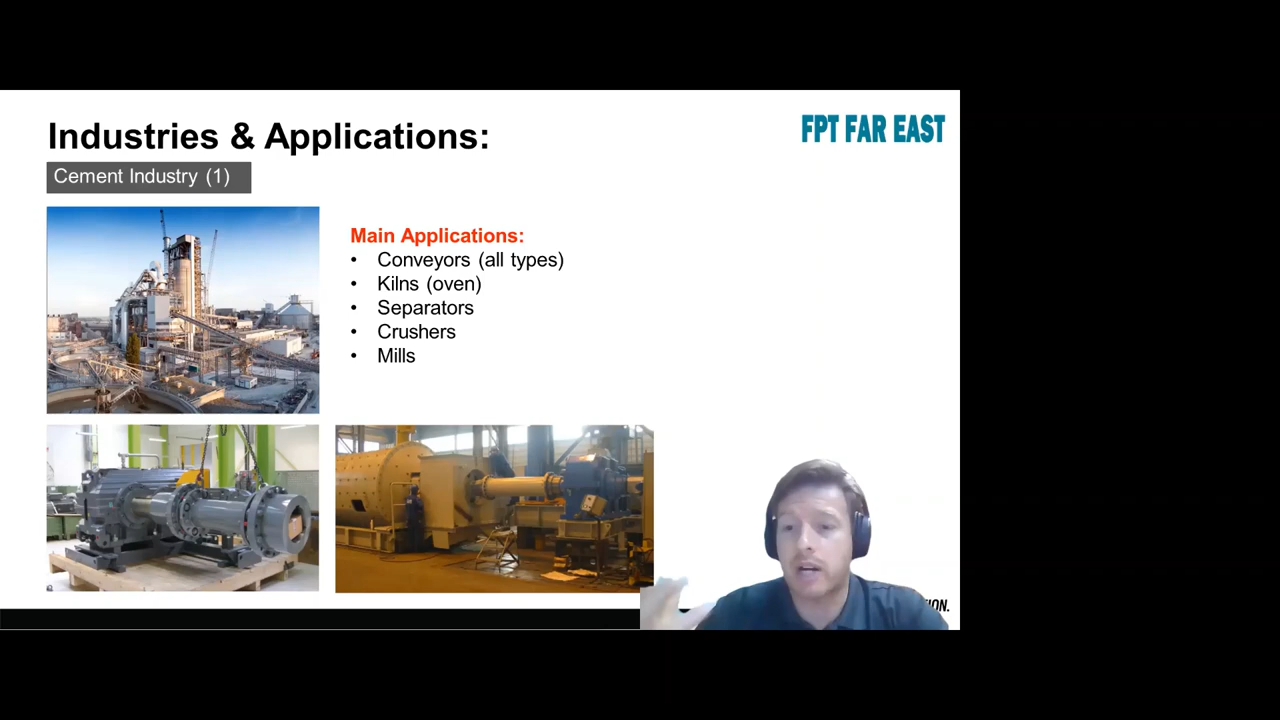 Industries & Applications:
FPT FAR EAST
Cement Industry (1)
Main Applications:
• Conveyors (all types)
• Kilns (oven)
• Separators
• Crushers
• Mills